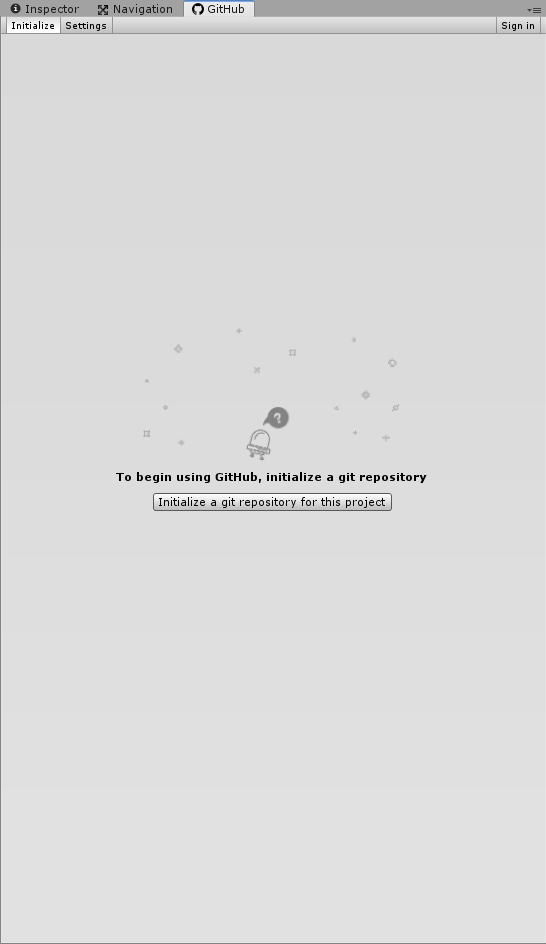 Inspector Navigation GitHub
Initialize Settings Sign in
?
To begin using GitHub, initialize a git repository
Initialize a git repository for this project